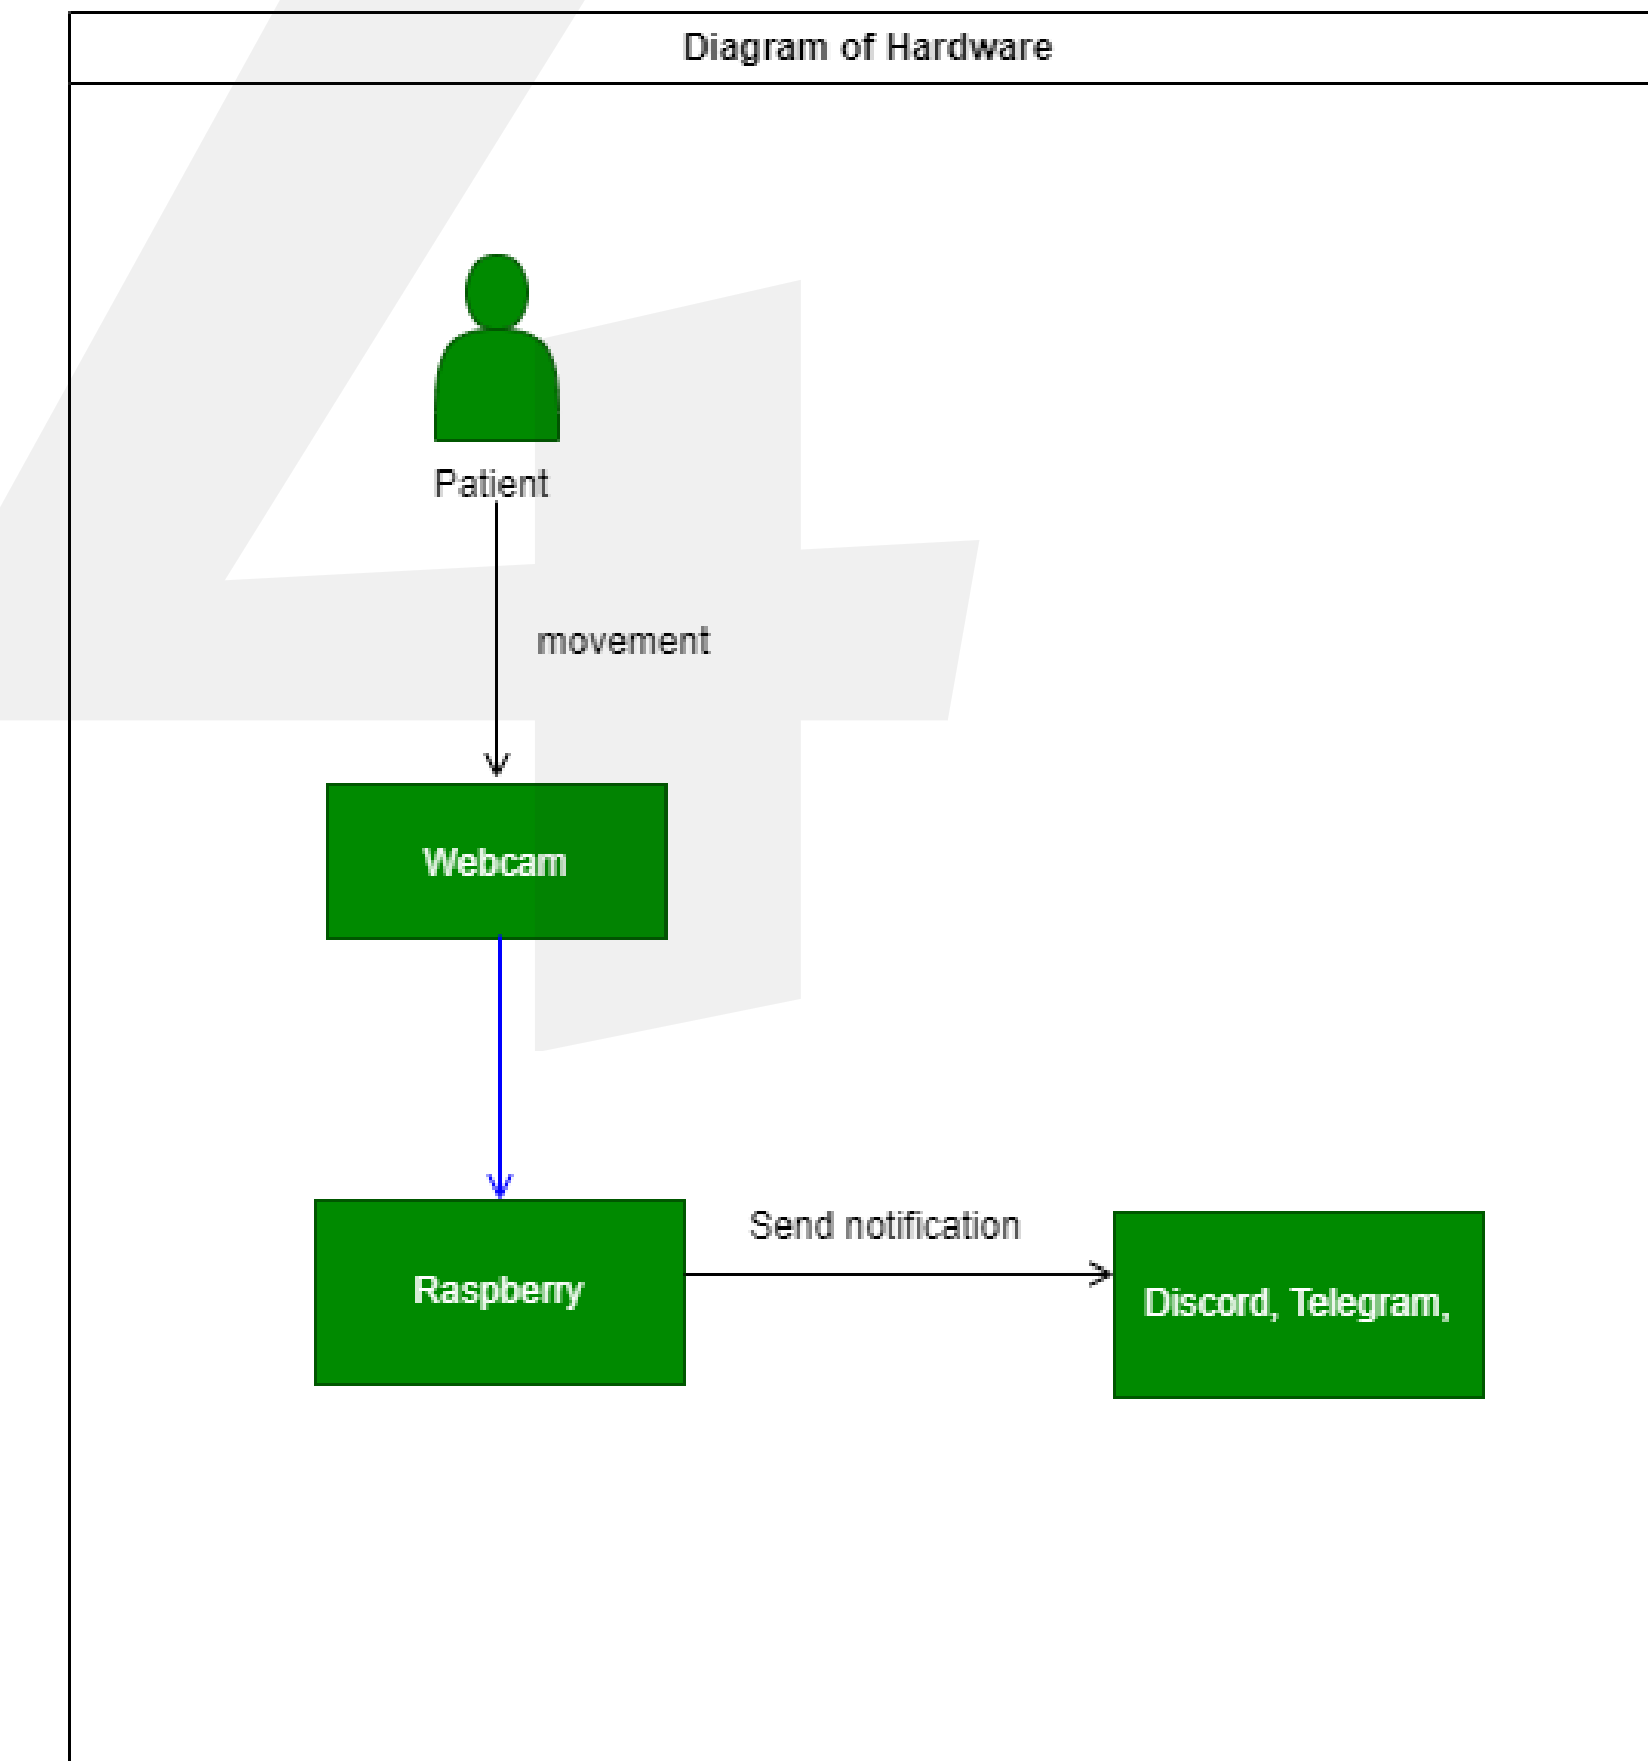 Diagram of Hardware
Patient
movement
Webcam
Send notification
Raspberry
Discord, Telegram,